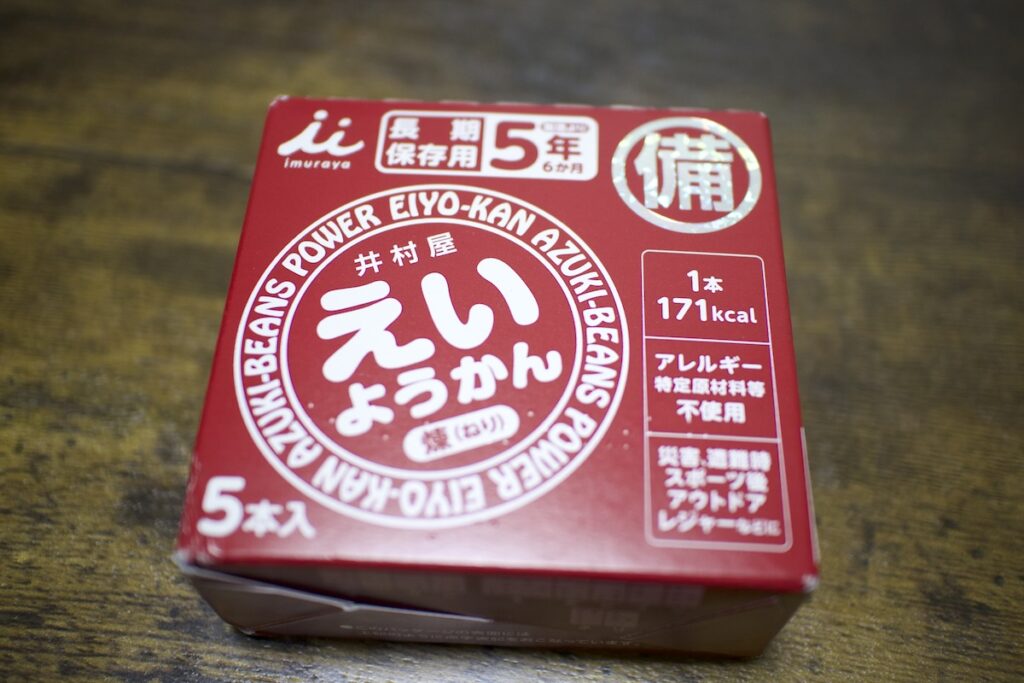 imuraya
長期
保存用
5年
6か月
備
AZUKI-BEANS POWER EIYO-KAN AZUKI-BEANS POWER EIYO-KAN
井村屋
えい
ようかん
煉(ねり)
5本入
1本
171kcal
アレルギー
特定原材料等
不使用
災害、避難時
スポーツ後
アウトドア
レジャーなどに